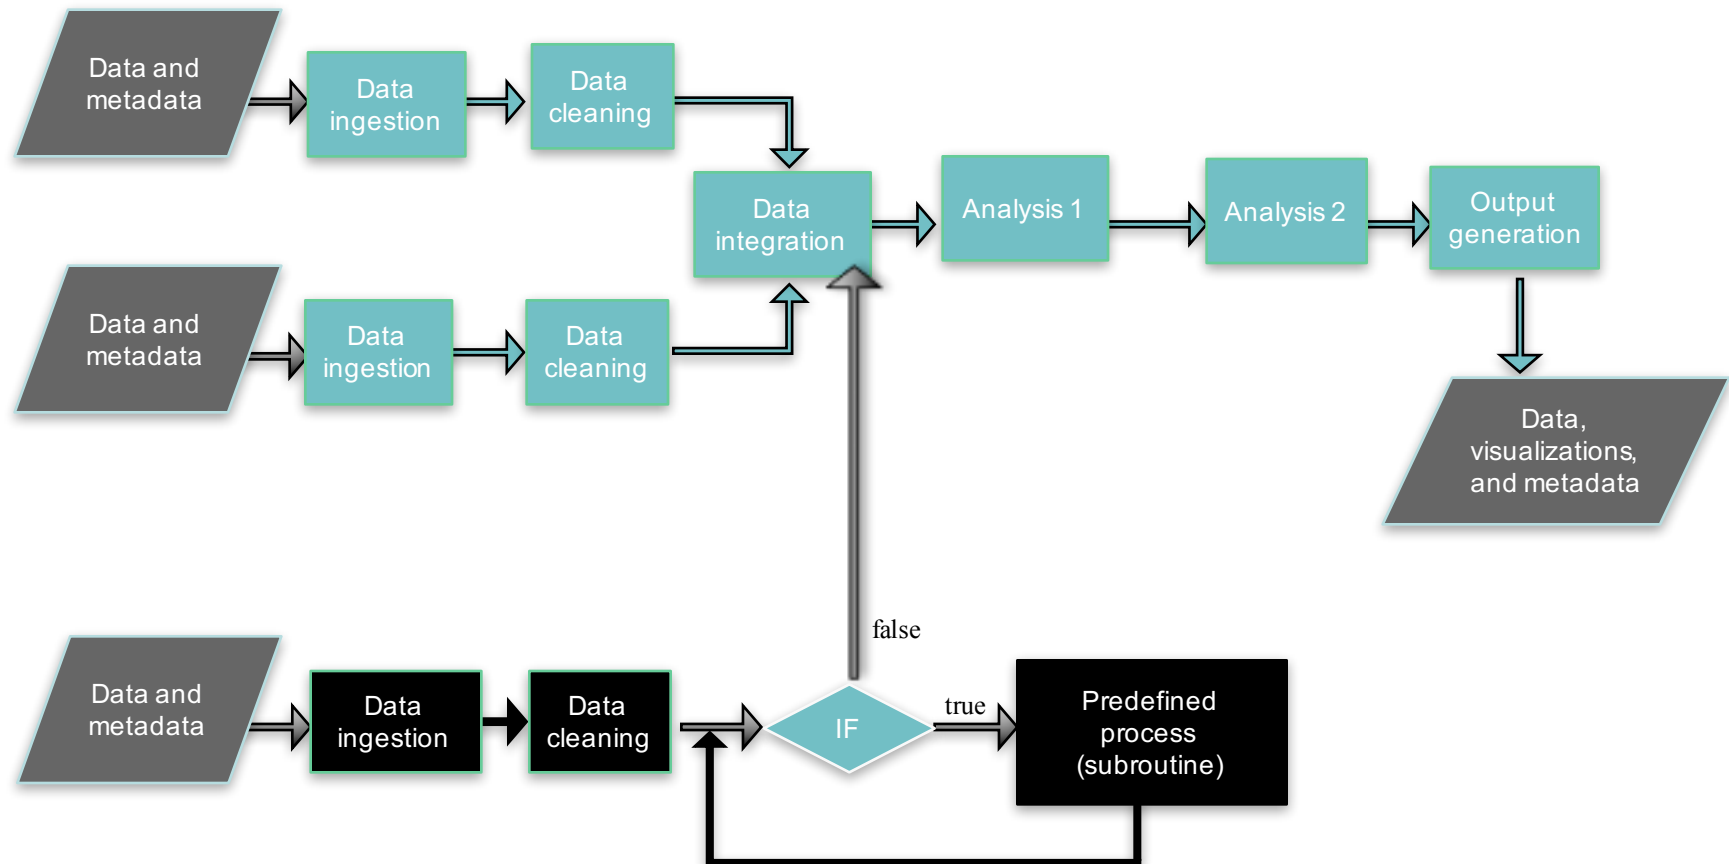 Data and
metadata
Data
ingestion
Data
cleaning
Data
integration
Analysis 1
Analysis 2
Output
generation
Data and
metadata
Data
ingestion
Data
cleaning
Data,
visualizations,
and metadata
false
Data and
metadata
Data
ingestion
Data
cleaning
IF
true
Predefined
process
(subroutine)